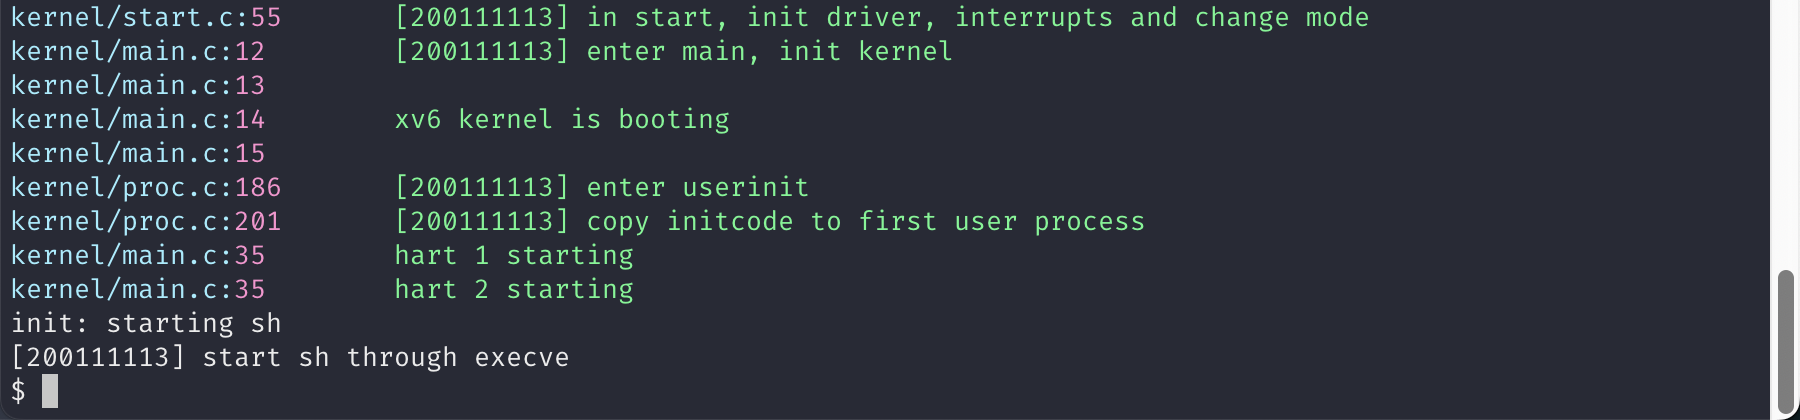 kernel/start.c:55 [200111113] in start, init driver, interrupts and change mode
kernel/main.c:12 [200111113] enter main, init kernel
kernel/main.c:13
kernel/main.c:14 xv6 kernel is booting
kernel/main.c:15
kernel/proc.c:186 [200111113] enter userinit
kernel/proc.c:201 [200111113] copy initcode to first user process
kernel/main.c:35 hart 1 starting
kernel/main.c:35 hart 2 starting
init: starting sh
[200111113] start sh through execve
$